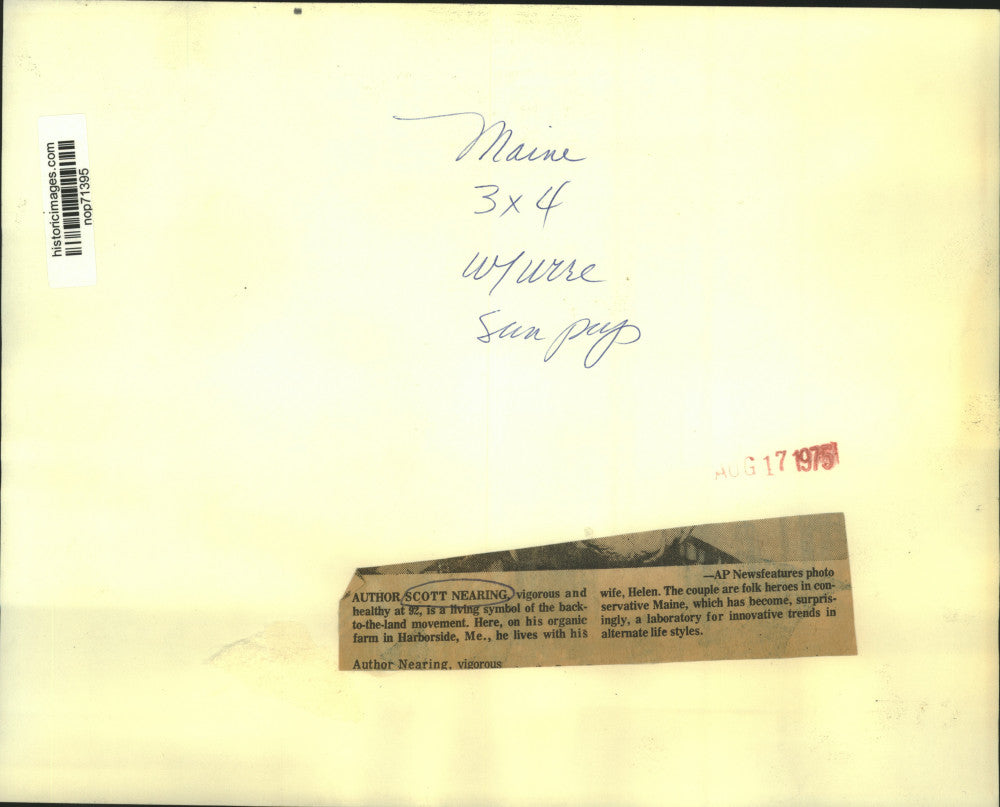 historicimages.com
nop71395
Maine
3x4
w/wire
Sun pix
AUG 17 1975
—AP Newsfeatures photo
AUTHOR SCOTT NEARING, vigorous and
healthy at 92, is a living symbol of the back-
to-the-land movement. Here, on his organic
farm in Harborside, Me., he lives with his
wife, Helen. The couple are folk heroes in con-
servative Maine, which has become, surpris-
ingly, a laboratory for innovative trends in
alternate life styles.
Author Nearing, vigorous